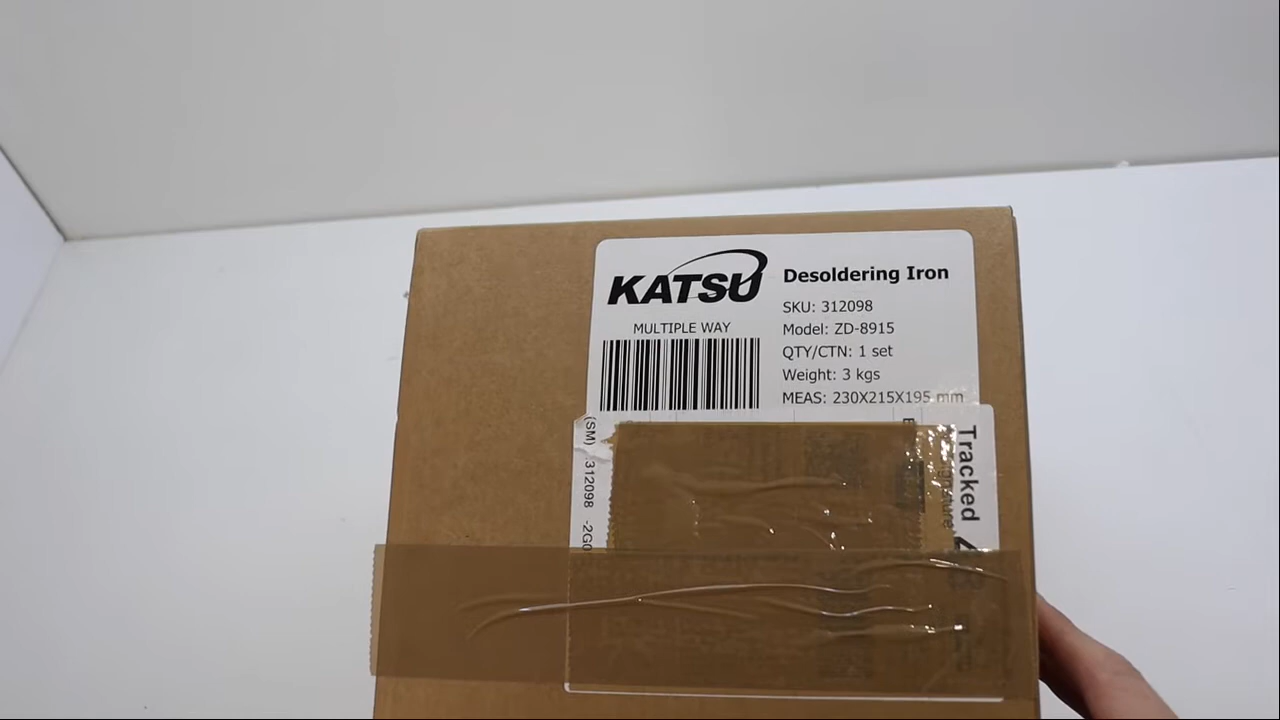 KATSU
MULTIPLE WAY
Desoldering Iron
SKU: 312098
Model: ZD-8915
QTY/CTN: 1 set
Weight: 3 kgs
MEAS: 230X215X195 mm
(SM) 312098
Tracked